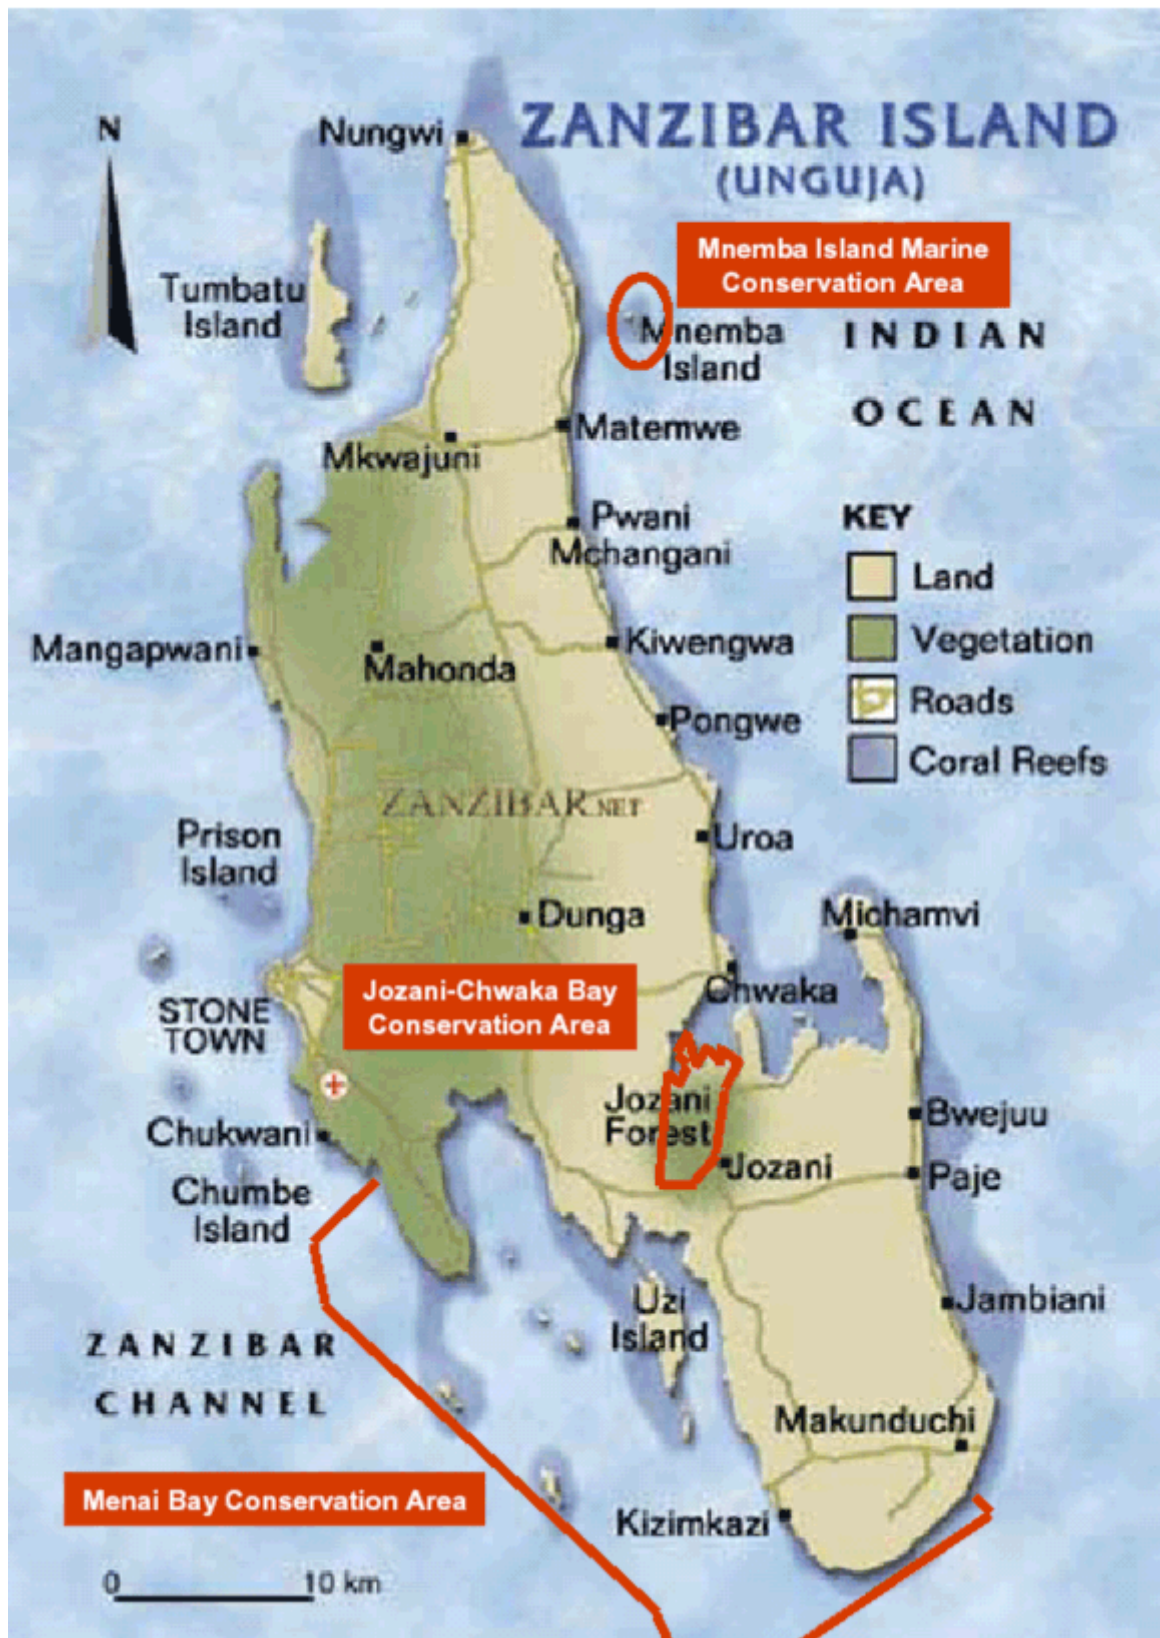 N
Nungwi
ZANZIBAR ISLAND
(UNGUJA)
Mnemba Island Marine
Conservation Area
Tumbatu
Island
Mnemba
Island
INDIAN
OCEAN
Matemwe
Mkwajuni
Pwani
Mchangani
KEY
Land
Vegetation
Roads
Coral Reefs
Mangapwani
Mahonda
Kiwengwa
Pongwe
ZANZIBAR.NET
Prison
Island
Uroa
Dunga
Michamvi
Jozani-Chwaka Bay
Conservation Area
Chwaka
STONE
TOWN
Jozani
Forest
Bwejuu
Chukwani
Jozani
Paje
Chumbe
Island
Uzi
Island
Jambiani
ZANZIBAR
CHANNEL
Makunduchi
Menai Bay Conservation Area
Kizimkazi
0 10 km